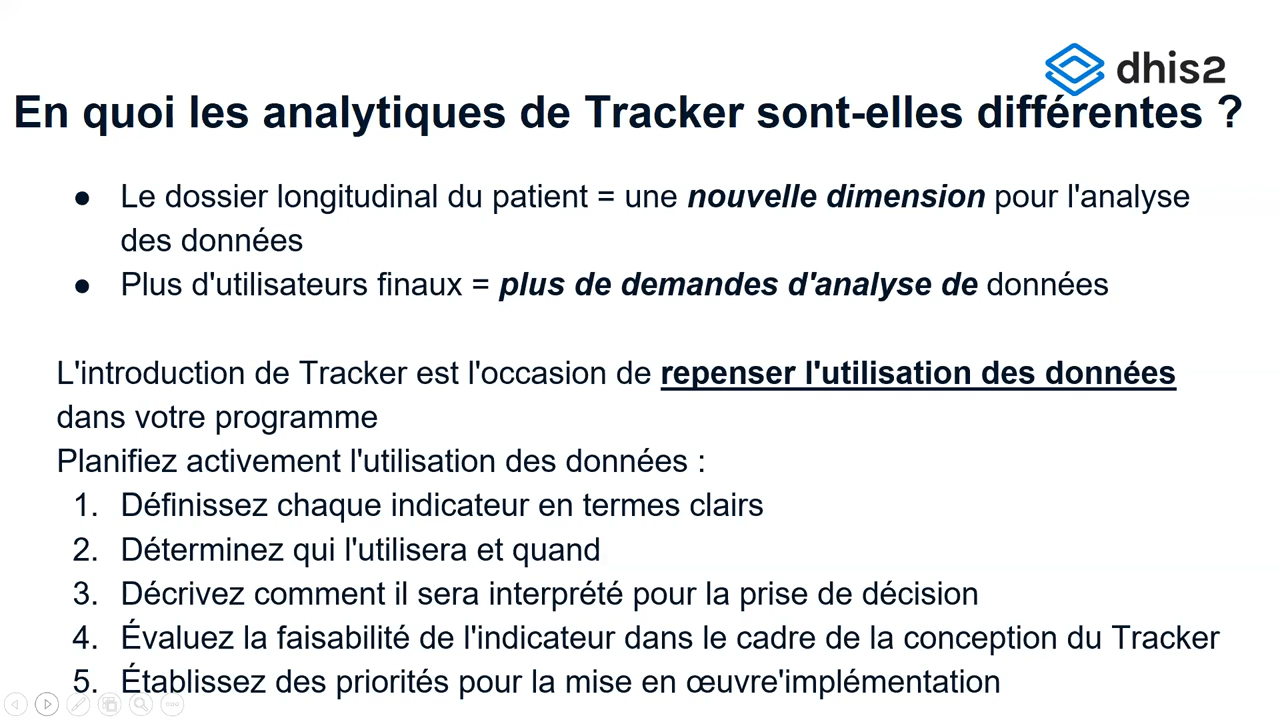 dhis2
En quoi les analytiques de Tracker sont-elles différentes ?
● Le dossier longitudinal du patient = une nouvelle dimension pour l'analyse
des données
● Plus d'utilisateurs finaux = plus de demandes d'analyse de données
L'introduction de Tracker est l'occasion de repenser l'utilisation des données
dans votre programme
Planifiez activement l'utilisation des données :
1. Définissez chaque indicateur en termes clairs
2. Déterminez qui l'utilisera et quand
3. Décrivez comment il sera interprété pour la prise de décision
4. Évaluez la faisabilité de l'indicateur dans le cadre de la conception du Tracker
5. Établissez des priorités pour la mise en œuvre'implémentation